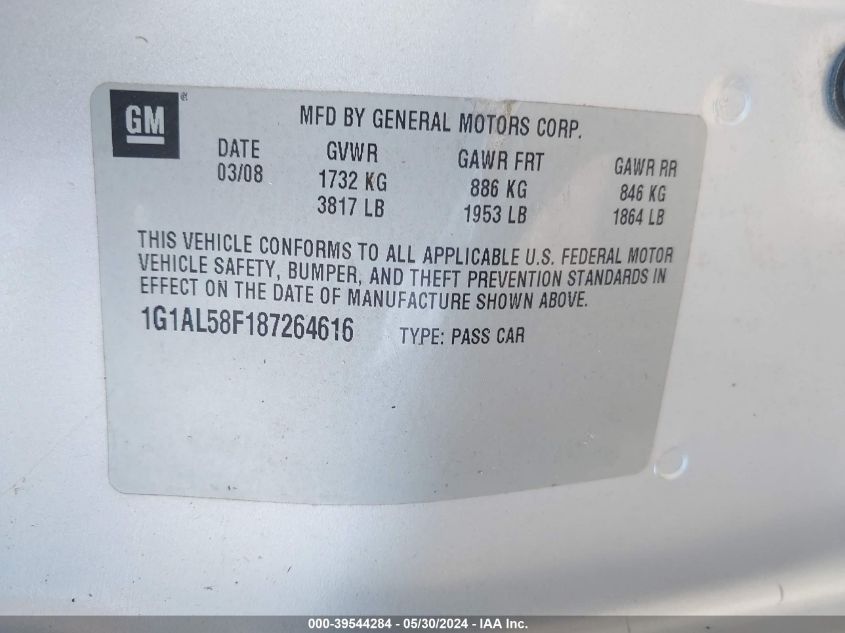 GM
MFD BY GENERAL MOTORS CORP.
DATE GVWR GAWR FRT GAWR RR
03/08 1732 KG 886 KG 846 KG
3817 LB 1953 LB 1864 LB
THIS VEHICLE CONFORMS TO ALL APPLICABLE U.S. FEDERAL MOTOR
VEHICLE SAFETY, BUMPER, AND THEFT PREVENTION STANDARDS IN
EFFECT ON THE DATE OF MANUFACTURE SHOWN ABOVE.
1G1AL58F187264616 TYPE: PASS CAR
000-39544284 - 05/30/2024 - IAA Inc.